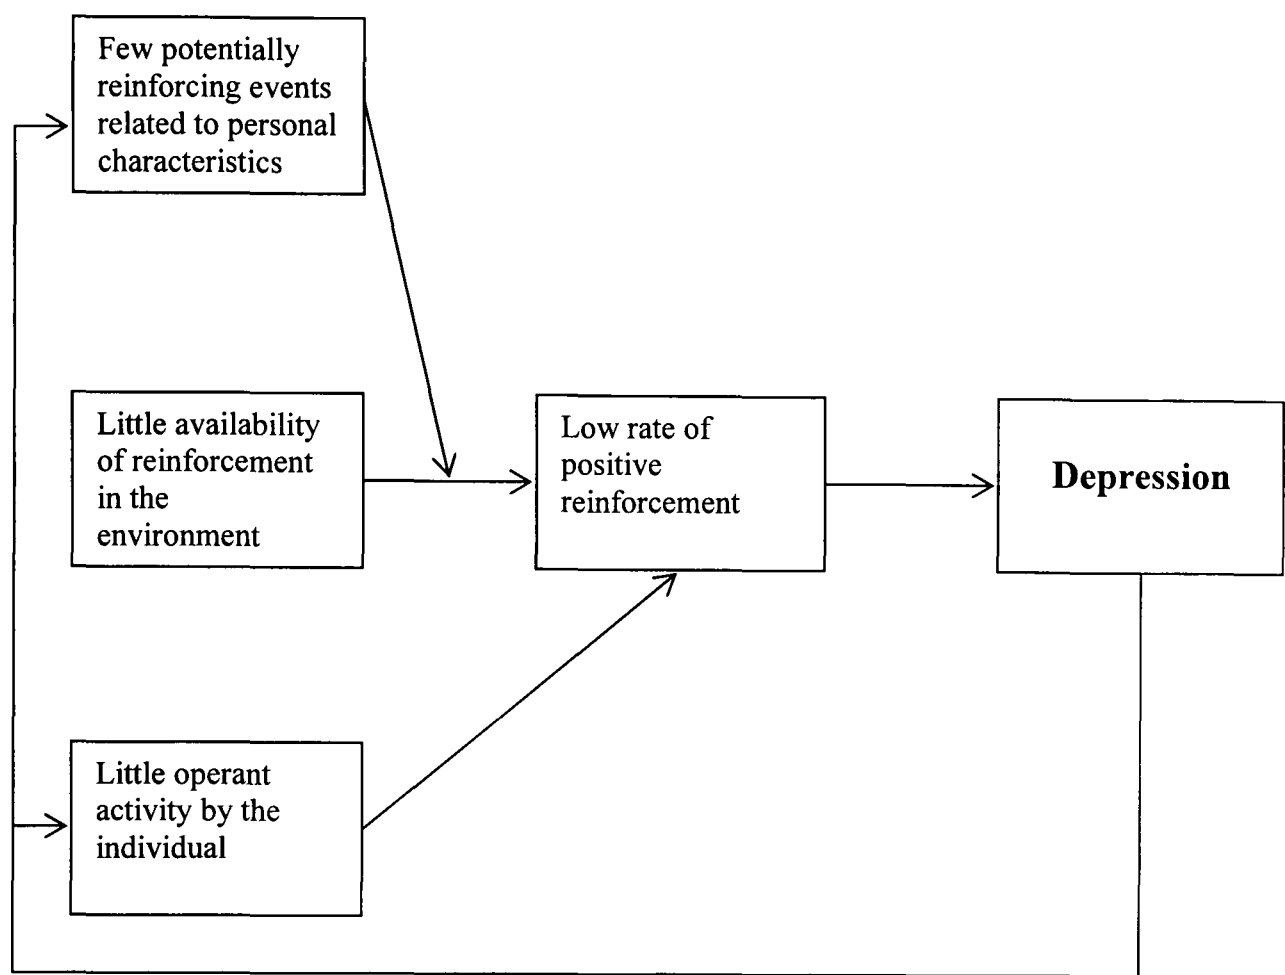 Few potentially
reinforcing events
related to personal
characteristics
Little availability
of reinforcement
in the
environment
Low rate of
positive
reinforcement
Depression
Little operant
activity by the
individual